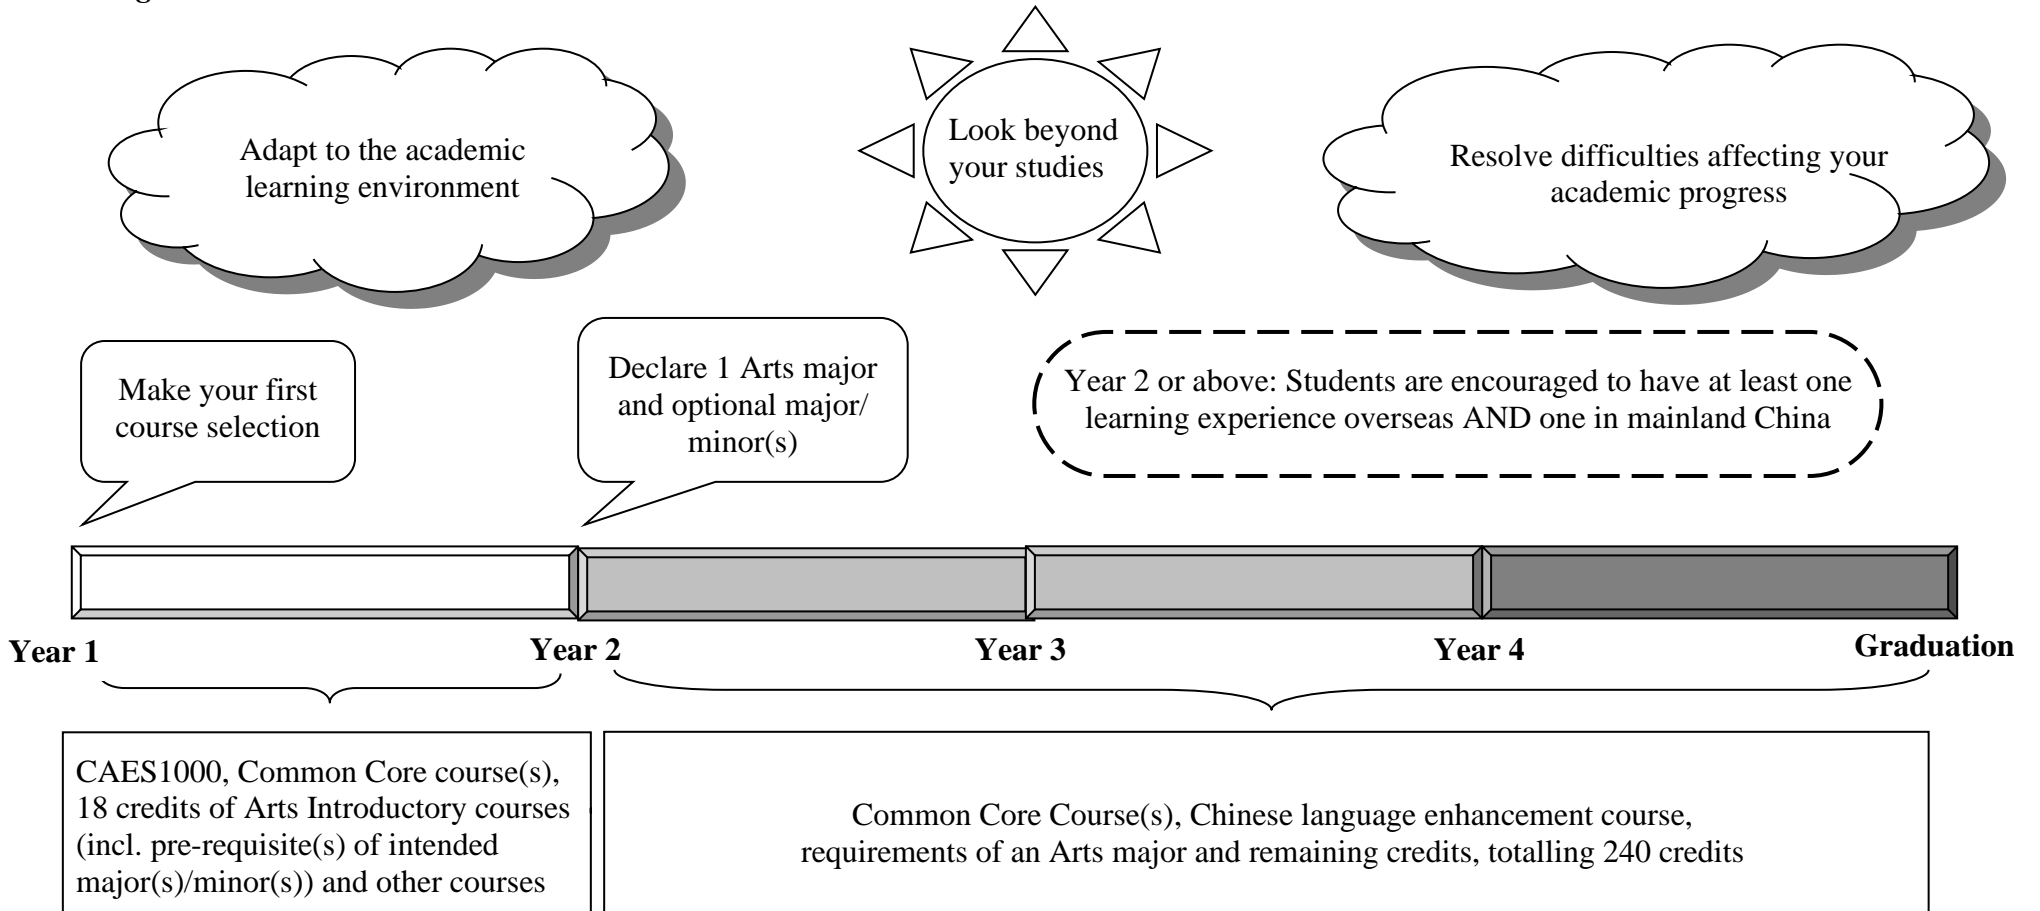 Adapt to the academic
learning environment
Look beyond
your studies
Resolve difficulties affecting your
academic progress
Make your first
course selection
Declare 1 Arts major
and optional major/
minor(s)
Year 2 or above: Students are encouraged to have at least one
learning experience overseas AND one in mainland China
Year 1
Year 2
Year 3
Year 4
Graduation
CAES1000, Common Core course(s),
18 credits of Arts Introductory courses
(incl. pre-requisite(s) of intended
major(s)/minor(s)) and other courses
Common Core Course(s), Chinese language enhancement course,
requirements of an Arts major and remaining credits, totalling 240 credits